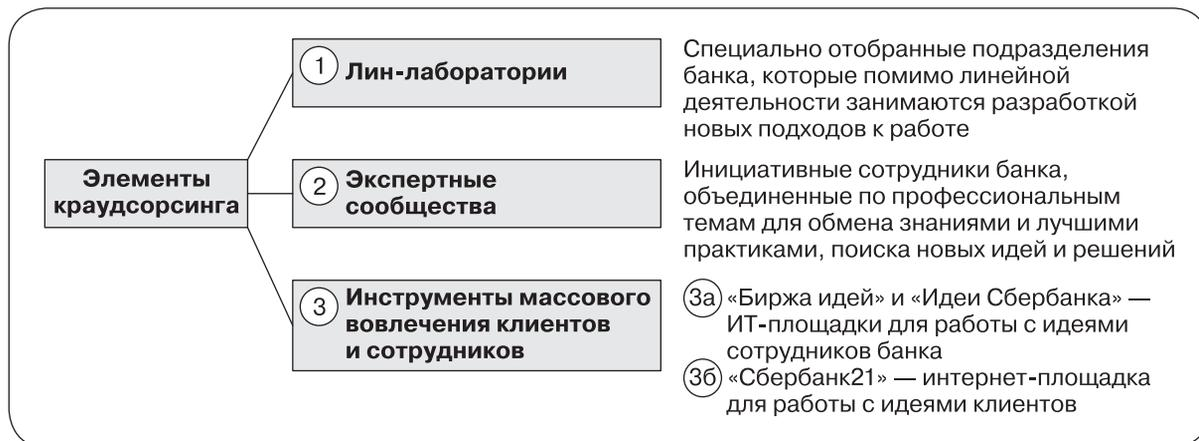 Элементы
краудсорсинга
1 Лин-лаборатории
Специально отобранные подразделения
банка, которые помимо линейной
деятельности занимаются разработкой
новых подходов к работе
2 Экспертные
сообщества
Инициативные сотрудники банка,
объединенные по профессиональным
темам для обмена знаниями и лучшими
практиками, поиска новых идей и решений
3 Инструменты массового
вовлечения клиентов
и сотрудников
3а «Биржа идей» и «Идеи Сбербанка» —
ИТ-площадки для работы с идеями
сотрудников банка
3б «Сбербанк21» — интернет-площадка
для работы с идеями клиентов